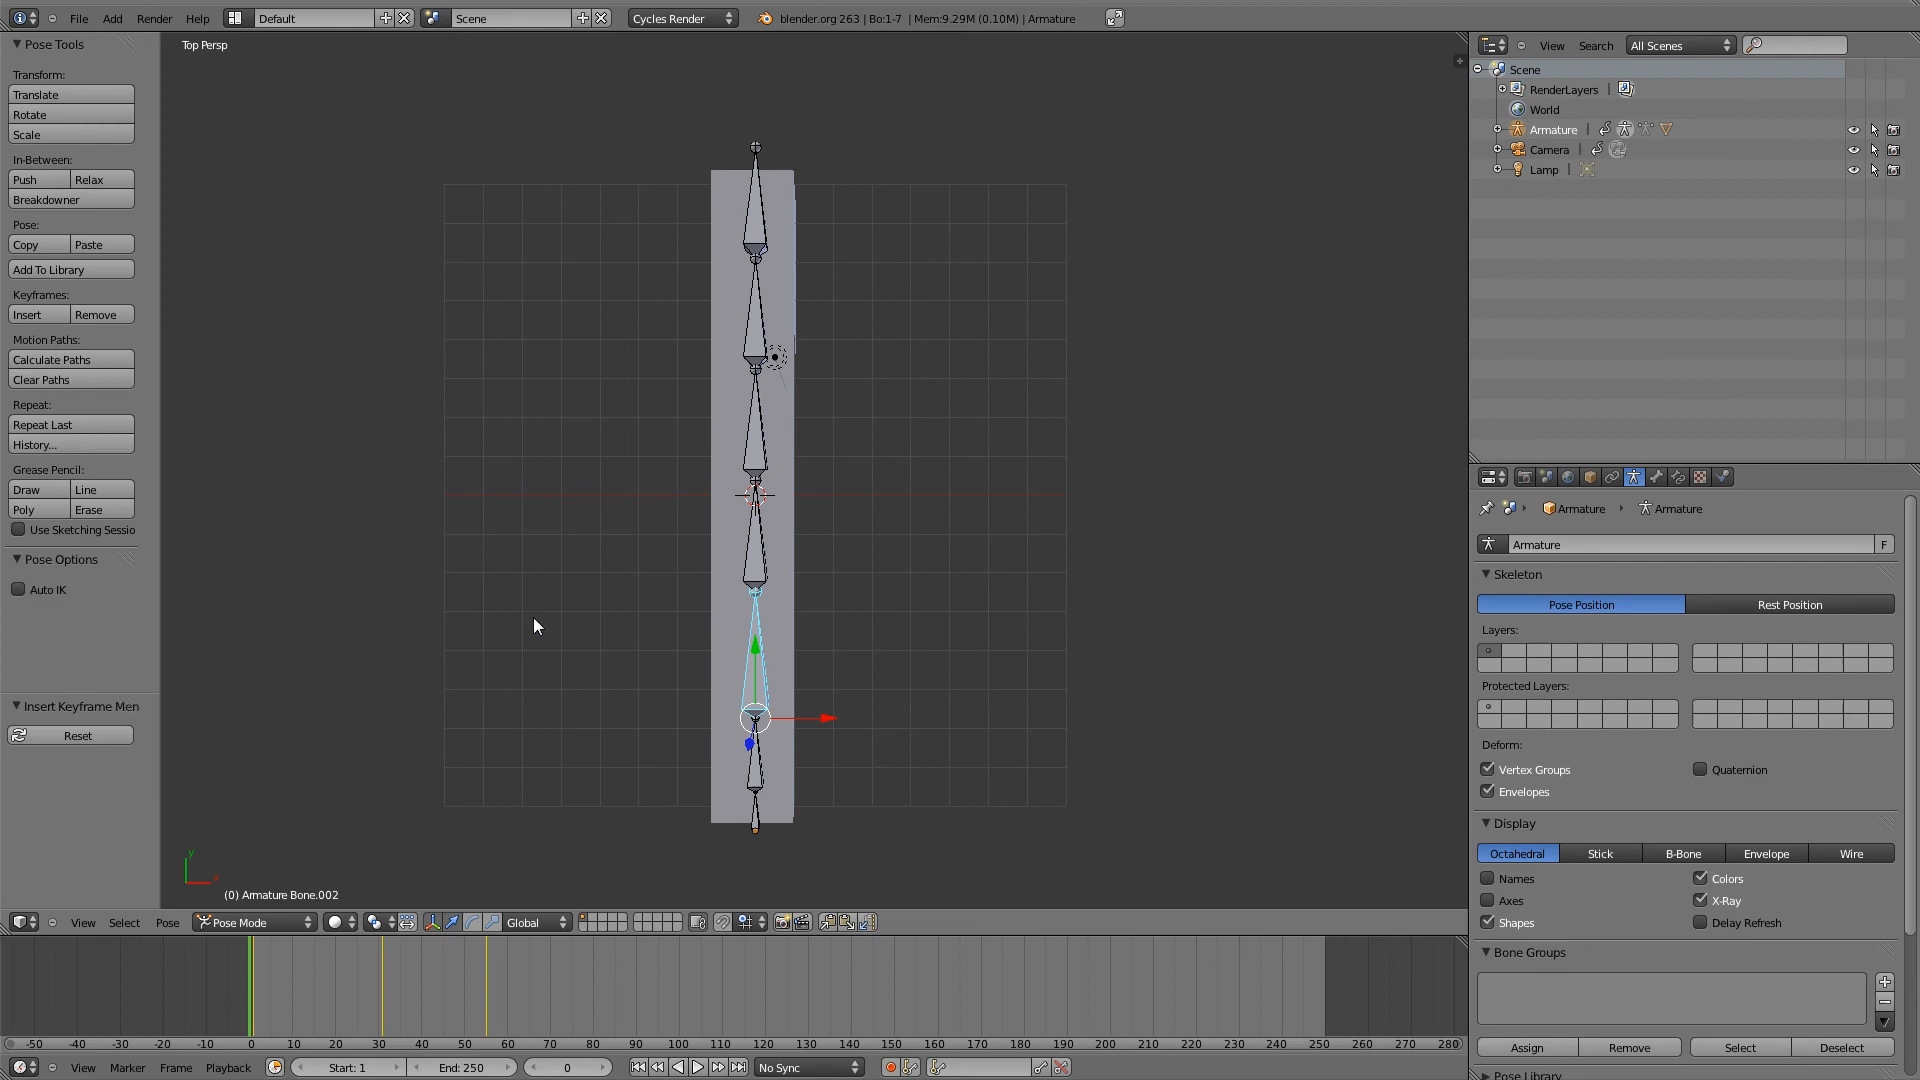 File Add Render Help Default Scene Cycles Render blender.org 263 | Bo:1-7 | Mem:9.29M (0.10M) | Armature
Pose Tools
Transform:
Translate
Rotate
Scale
In-Between:
Push Relax
Breakdowner
Pose:
Copy Paste
Add To Library
Keyframes:
Insert Remove
Motion Paths:
Calculate Paths
Clear Paths
Repeat:
Repeat Last
History...
Grease Pencil:
Draw Line
Poly Erase
Use Sketching Sessio
Pose Options
Auto IK
Insert Keyframe Men
Reset
Top Persp
y
x
(0) Armature Bone.002
View Select Pose Pose Mode Global
-50 -40 -30 -20 -10 0 10 20 30 40 50 60 70 80 90 100 110 120 130 140 150 160 170 180 190 200 210 220 230 240 250 260 270 280
View Marker Frame Playback Start: 1 End: 250 0 No Sync
View Search All Scenes
Scene
RenderLayers
World
Armature
Camera
Lamp
Armature Armature
Armature F
Skeleton
Pose Position Rest Position
Layers:
Protected Layers:
Deform:
Vertex Groups Quaternion
Envelopes
Display
Octahedral Stick B-Bone Envelope Wire
Names Colors
Axes X-Ray
Shapes Delay Refresh
Bone Groups
Assign Remove Select Deselect
Pose Library